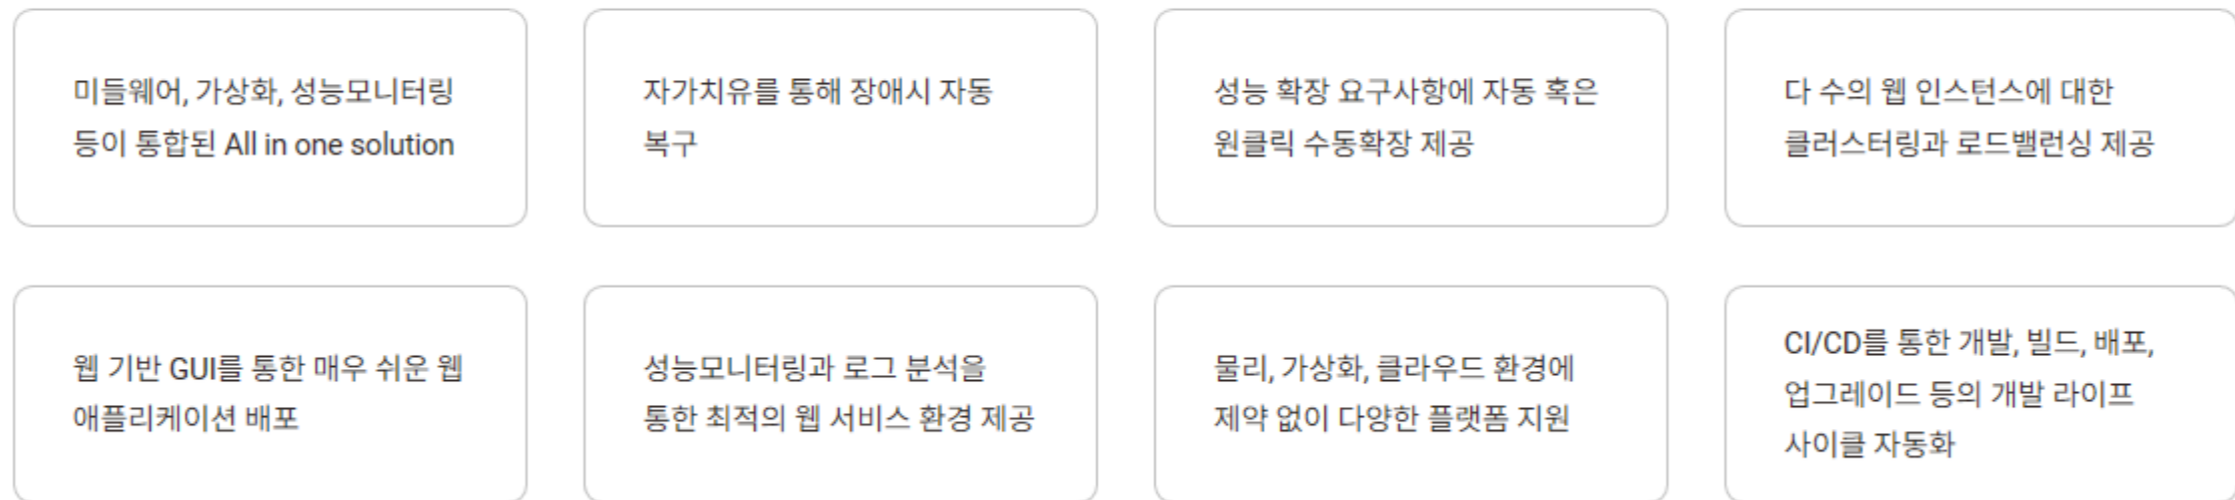 미들웨어, 가상화, 성능모니터링
등이 통합된 All in one solution
자가치유를 통해 장애시 자동
복구
성능 확장 요구사항에 자동 혹은
원클릭 수동확장 제공
다 수의 웹 인스턴스에 대한
클러스터링과 로드밸런싱 제공
웹 기반 GUI를 통한 매우 쉬운 웹
애플리케이션 배포
성능모니터링과 로그 분석을
통한 최적의 웹 서비스 환경 제공
물리, 가상화, 클라우드 환경에
제약 없이 다양한 플랫폼 지원
CI/CD를 통한 개발, 빌드, 배포,
업그레이드 등의 개발 라이프
사이클 자동화